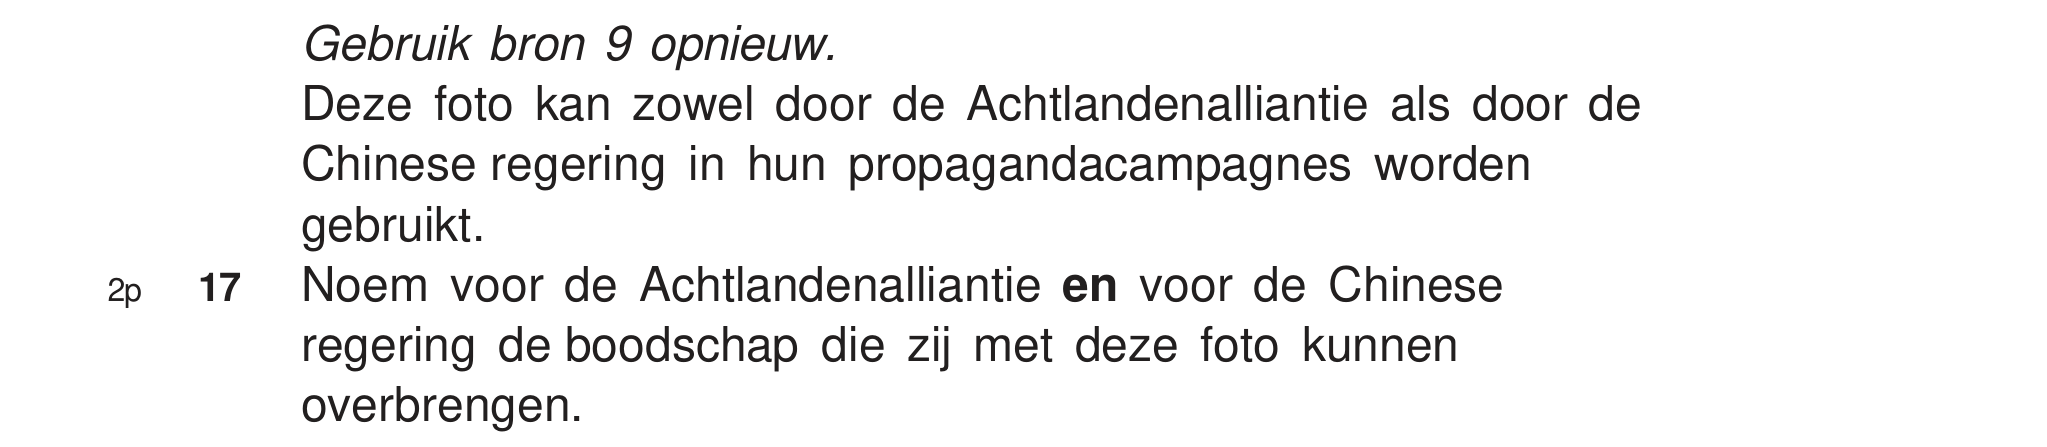 Gebruik bron 9 opnieuw.
Deze foto kan zowel door de Achtlandenalliantie als door de
Chinese regering in hun propagandacampagnes worden
gebruikt.
2p 17 Noem voor de Achtlandenalliantie en voor de Chinese
regering de boodschap die zij met deze foto kunnen
overbrengen.